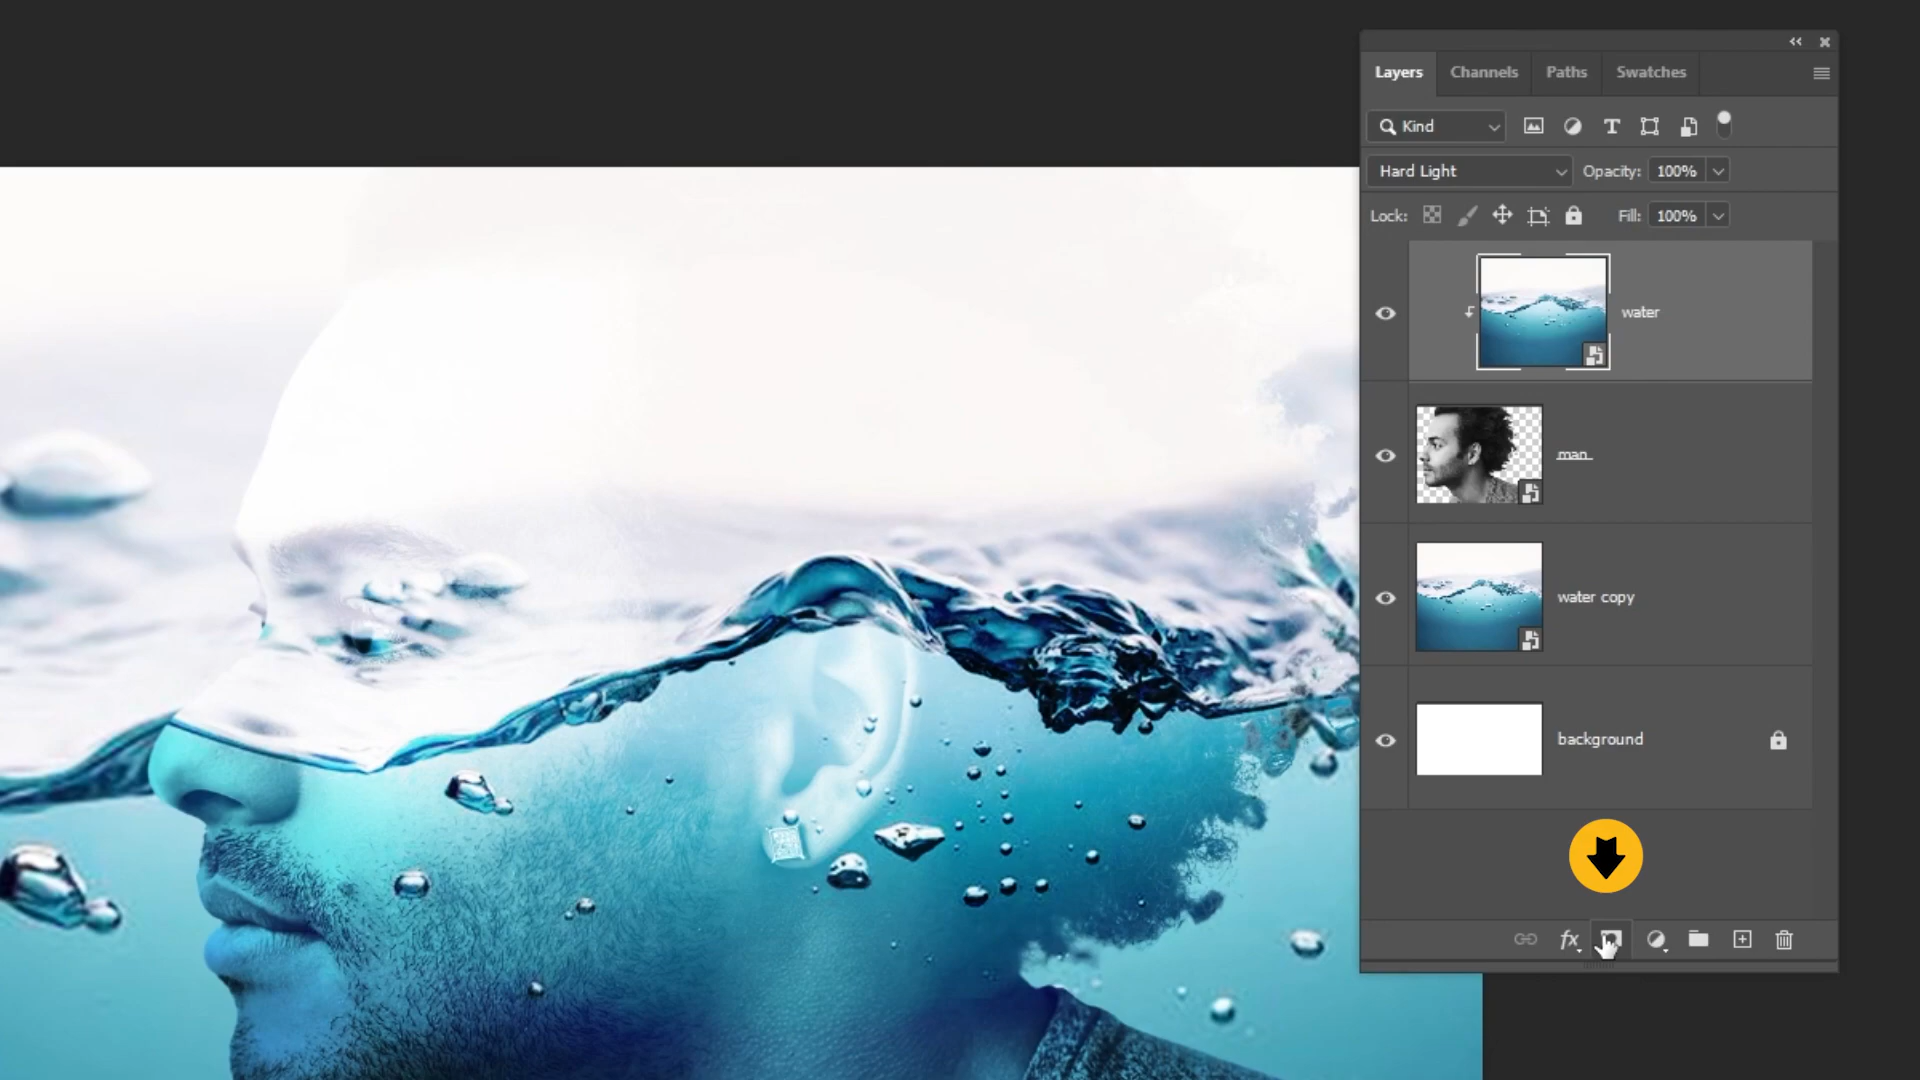 Layers Channels Paths Swatches
Kind
Hard Light Opacity: 100%
Lock: Fill: 100%
water
man
water copy
background
fx